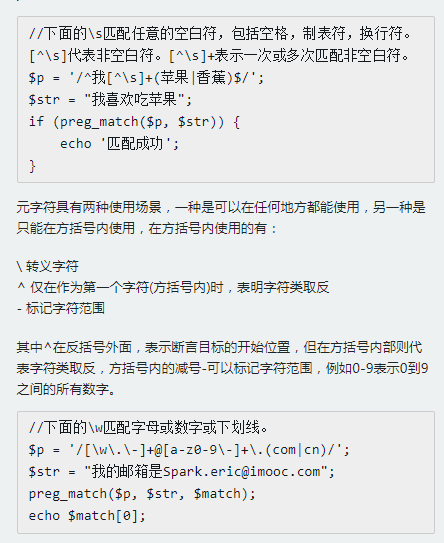 //下面的\s匹配任意的空白符，包括空格，制表符，换行符。
[^\s]代表非空白符。[^\s]+表示一次或多次匹配非空白符。
$p = '/^我[^\s]+(苹果|香蕉)$/';
$str = "我喜欢吃苹果";
if (preg_match($p, $str)) {
    echo '匹配成功';
}
元字符具有两种使用场景，一种是可以在任何地方都能使用，另一种是
只能在方括号内使用，在方括号内使用的有：
\ 转义字符
^ 仅在作为第一个字符(方括号内)时，表明字符类取反
- 标记字符范围
其中^在反括号外面，表示断言目标的开始位置，但在方括号内部则代
表字符类取反，方括号内的减号-可以标记字符范围，例如0-9表示0到9
之间的所有数字。
//下面的\w匹配字母或数字或下划线。
$p = '/[\w\.\-]+@[a-z0-9\-]+\.(com|cn)/';
$str = "我的邮箱是Spark.eric@imooc.com";
preg_match($p, $str, $match);
echo $match[0];